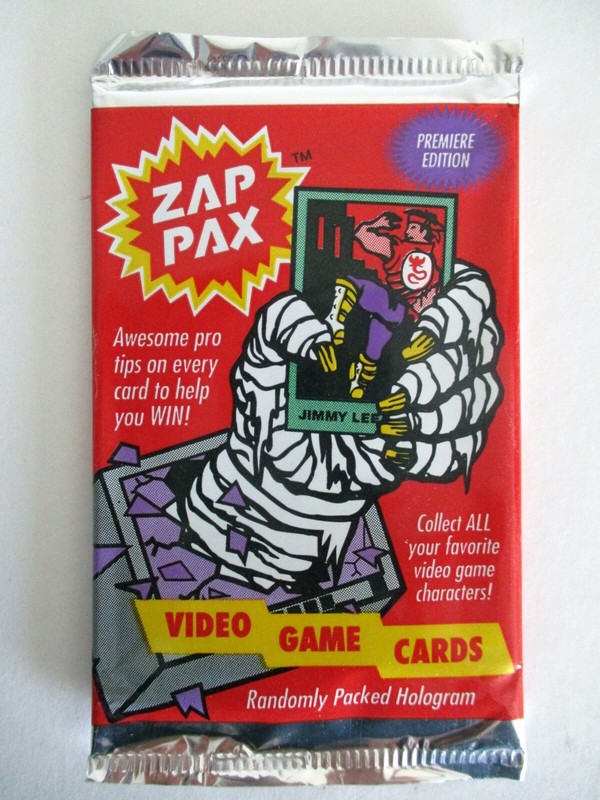 PREMIERE
EDITION
ZAP
PAX
TM
Awesome pro
tips on every
card to help
you WIN!
JIMMY LEE
Collect ALL
your favorite
video game
characters!
VIDEO GAME CARDS
Randomly Packed Hologram